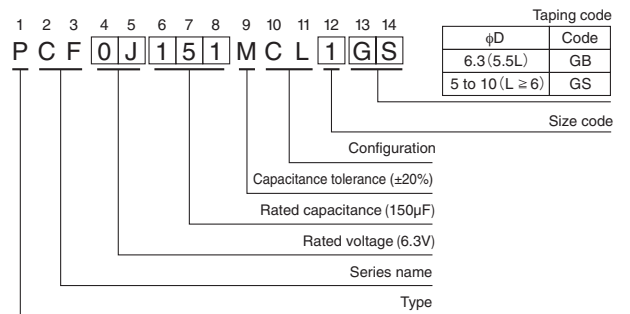 1 2 3 4 5 6 7 8 9 10 11 12 13 14
P C F 0 J 1 5 1 M C L 1 G S
Taping code
φD Code
6.3(5.5L) GB
5 to 10(L≧6) GS
Size code
Configuration
Capacitance tolerance (±20%)
Rated capacitance (150μF)
Rated voltage (6.3V)
Series name
Type